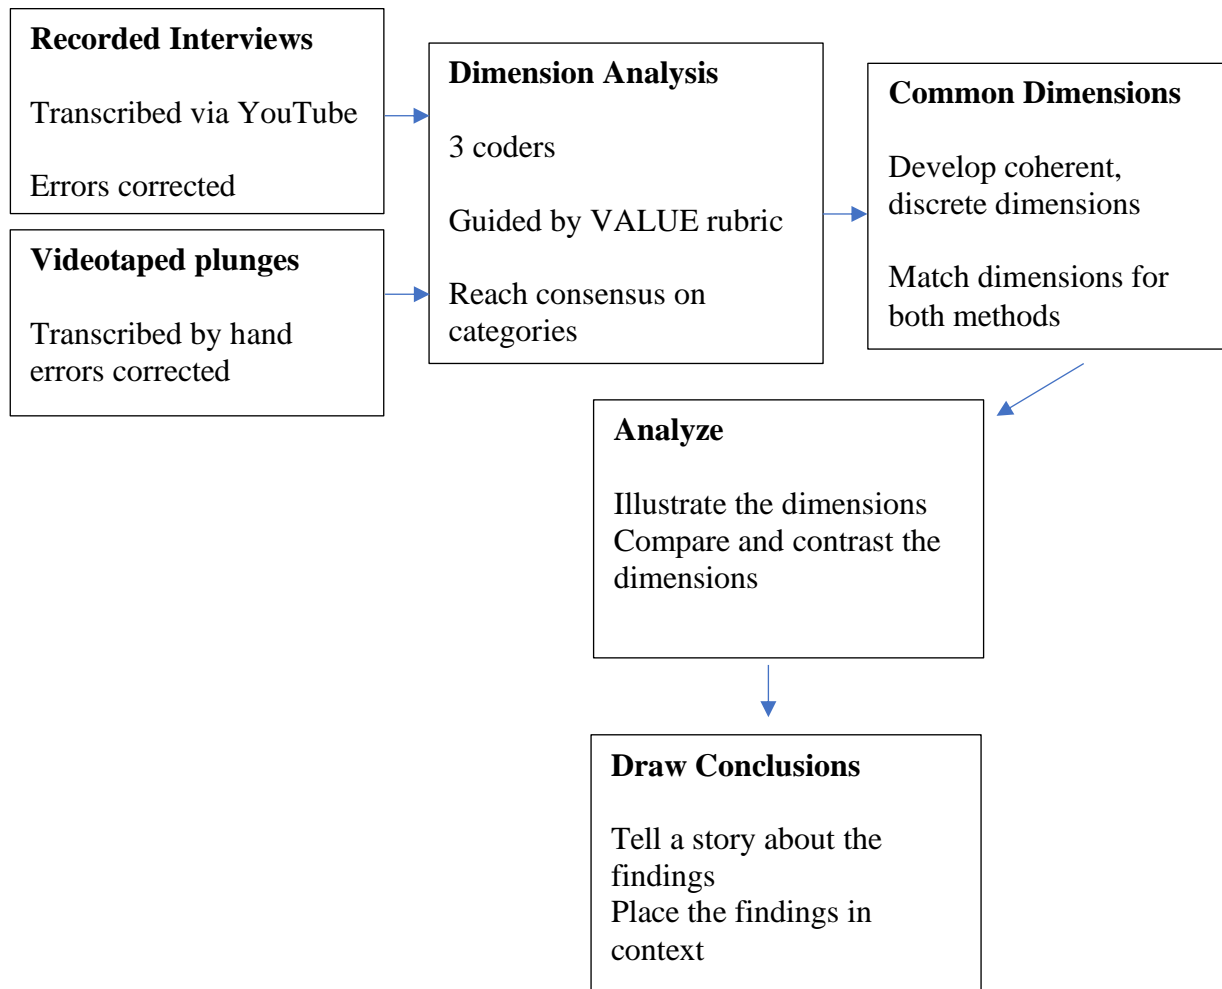 Recorded Interviews
Transcribed via YouTube
Errors corrected
Videotaped plunges
Transcribed by hand
errors corrected
Dimension Analysis
3 coders
Guided by VALUE rubric
Reach consensus on
categories
Common Dimensions
Develop coherent,
discrete dimensions
Match dimensions for
both methods
Analyze
Illustrate the dimensions
Compare and contrast the
dimensions
Draw Conclusions
Tell a story about the
findings
Place the findings in
context